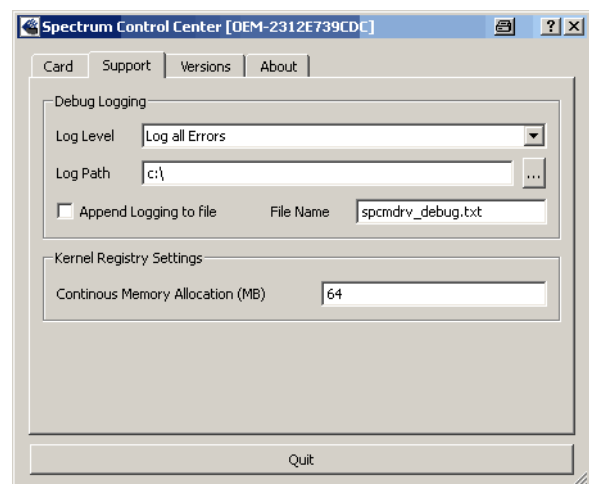 Spectrum Control Center [OEM-2312E739CDC]
Card Support Versions About
Debug Logging
Log Level Log all Errors
Log Path c:\ ...
Append Logging to file File Name spcmdrv_debug.txt
Kernel Registry Settings
Continous Memory Allocation (MB) 64
Quit